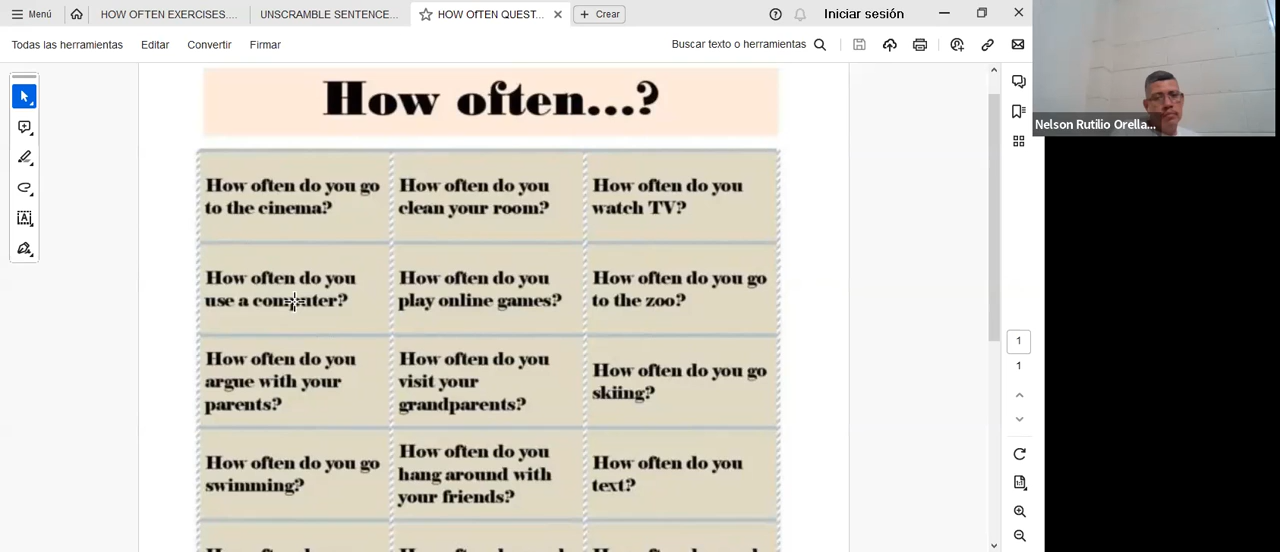 Menú
HOW OFTEN EXERCISES....
UNSCRAMBLE SENTENCE...
HOW OFTEN QUEST...
Crear
Iniciar sesión
Todas las herramientas
Editar
Convertir
Firmar
Buscar texto o herramientas
Nelson Rutilio Orella...
How often...?
How often do you go
to the cinema?
How often do you
clean your room?
How often do you
watch TV?
How often do you
use a computer?
How often do you
play online games?
How often do you go
to the zoo?
How often do you
argue with your
parents?
How often do you
visit your
grandparents?
How often do you go
skiing?
How often do you go
swimming?
How often do you
hang around with
your friends?
How often do you
text?
1
1